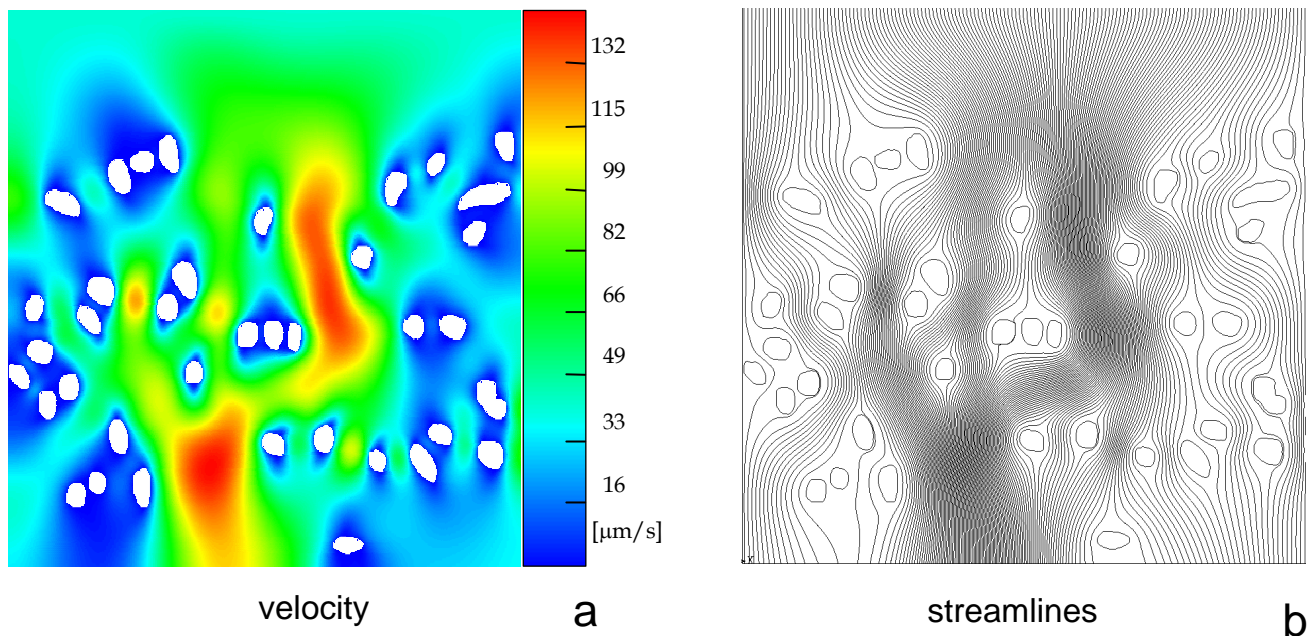 132
115
99
82
66
49
33
16
[μm/s]
velocity
a
streamlines
b